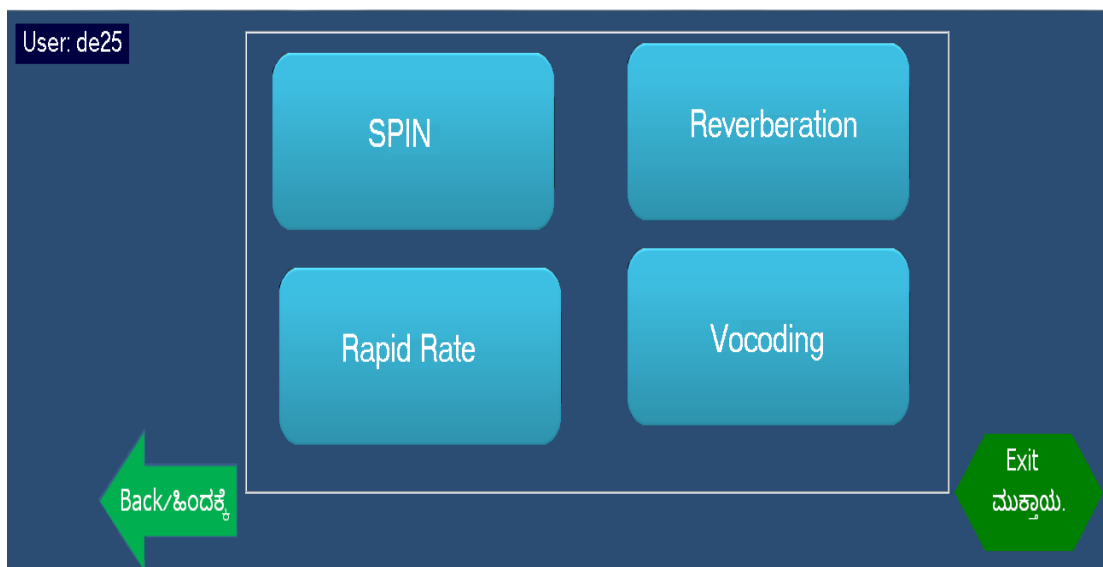 User: de25
SPIN
Reverberation
Rapid Rate
Vocoding
Back/ಹಿಂದಕ್ಕೆ
Exit
ಮುಕ್ತಾಯ.